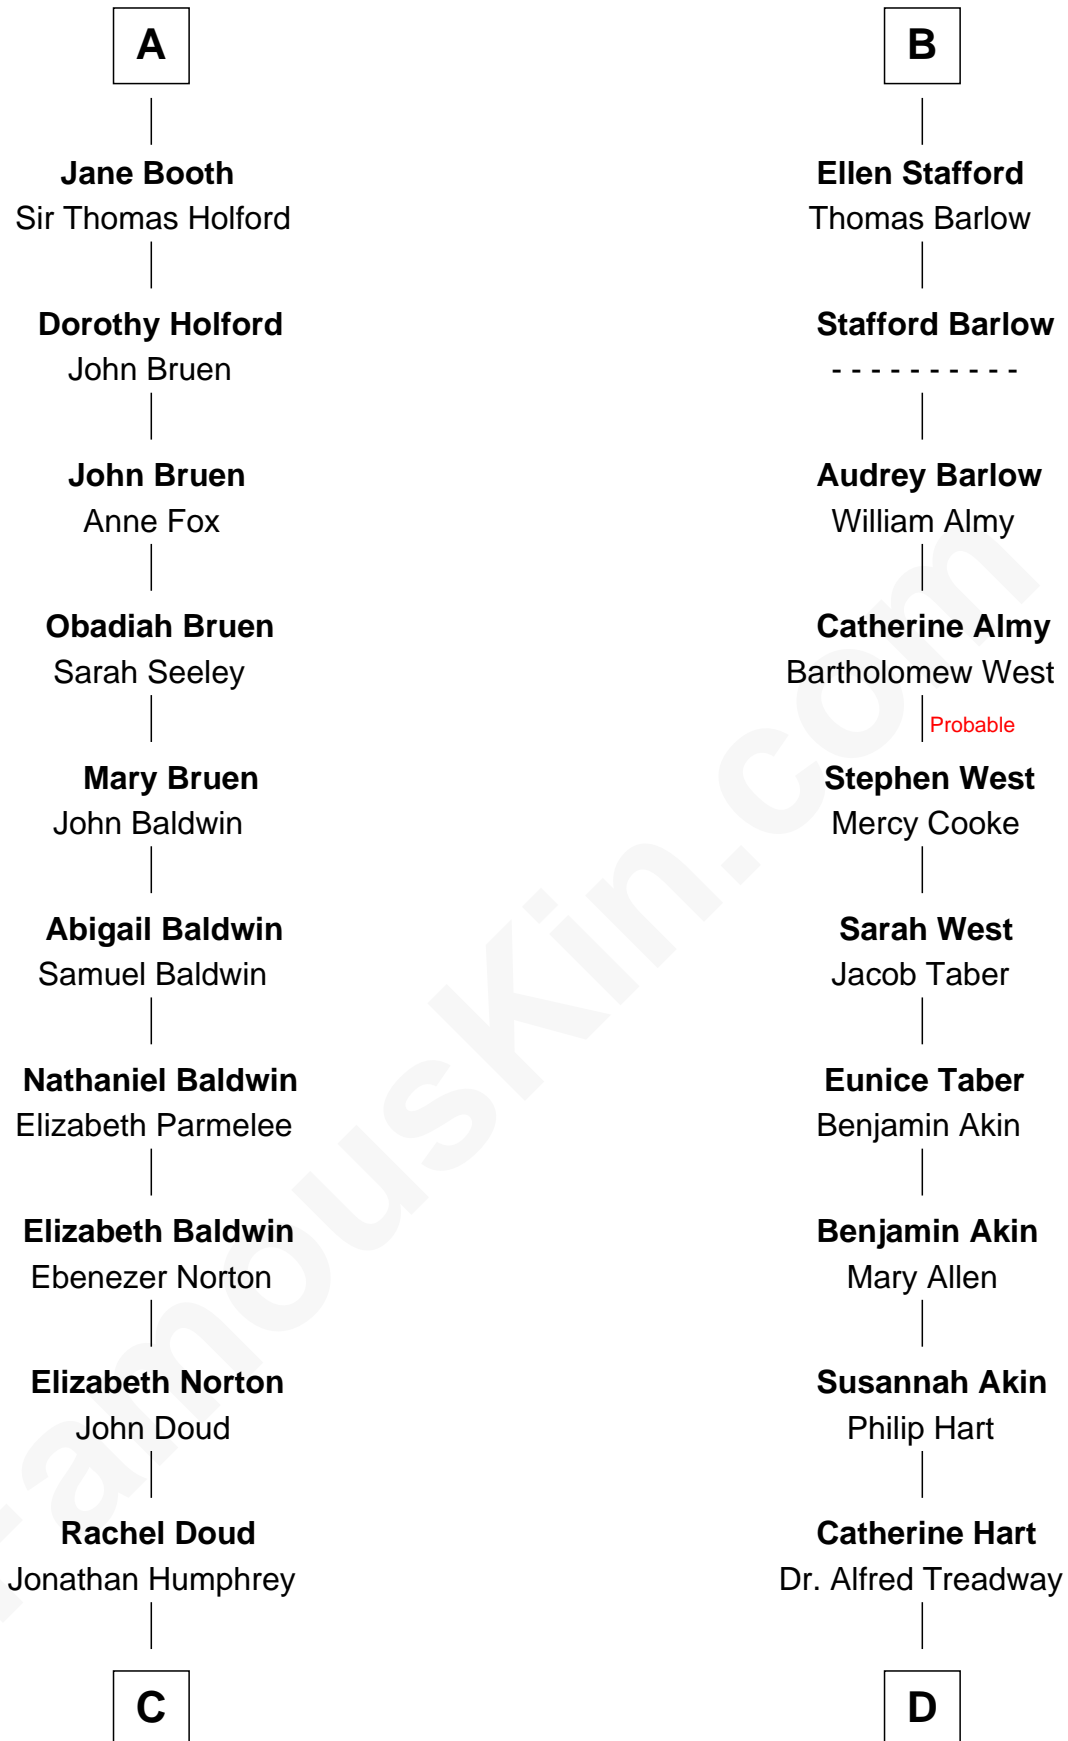 A
Jane Booth
Sir Thomas Holford
Dorothy Holford
John Bruen
John Bruen
Anne Fox
Obadiah Bruen
Sarah Seeley
Mary Bruen
John Baldwin
Abigail Baldwin
Samuel Baldwin
Nathaniel Baldwin
Elizabeth Parmelee
Elizabeth Baldwin
Ebenezer Norton
Elizabeth Norton
John Doud
Rachel Doud
Jonathan Humphrey
C
B
Ellen Stafford
Thomas Barlow
Stafford Barlow
- - - - - - - - - -
Audrey Barlow
William Almy
Catherine Almy
Bartholomew West
Probable
Stephen West
Mercy Cooke
Sarah West
Jacob Taber
Eunice Taber
Benjamin Akin
Benjamin Akin
Mary Allen
Susannah Akin
Philip Hart
Catherine Hart
Dr. Alfred Treadway
D
FamousKin.com